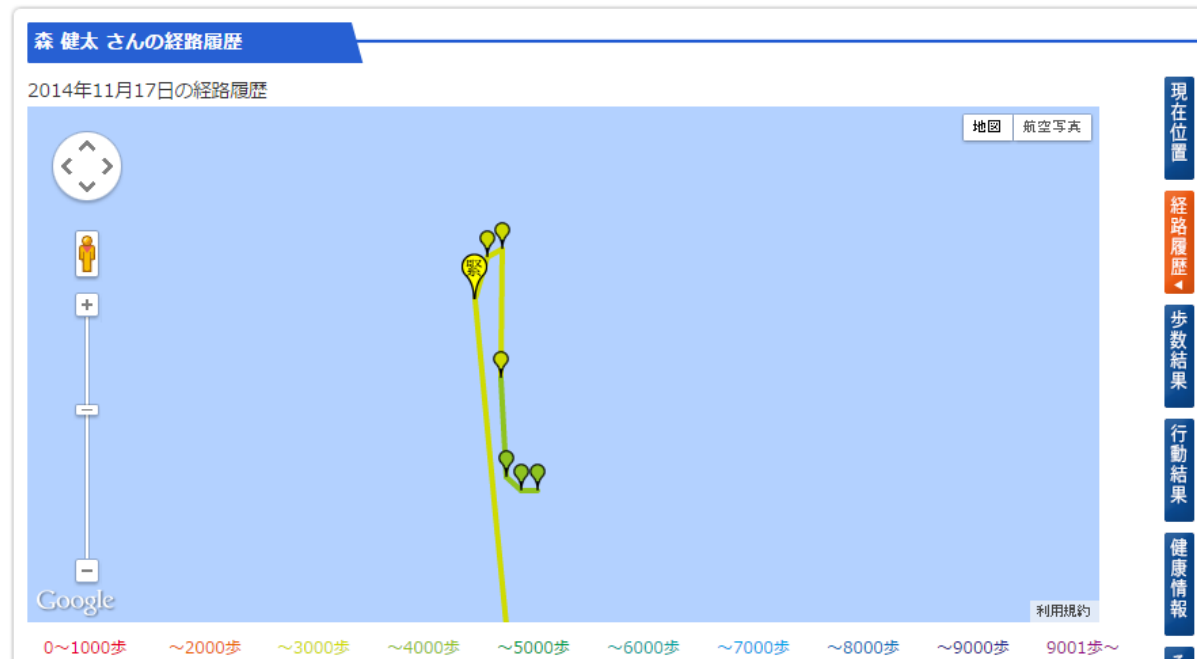 森 健太 さんの経路履歴
2014年11月17日の経路履歴
地図 航空写真
緊
Google
利用規約
0～1000歩 ～2000歩 ～3000歩 ～4000歩 ～5000歩 ～6000歩 ～7000歩 ～8000歩 ～9000歩 9001歩～
現在位置
経路履歴
歩数結果
行動結果
健康情報